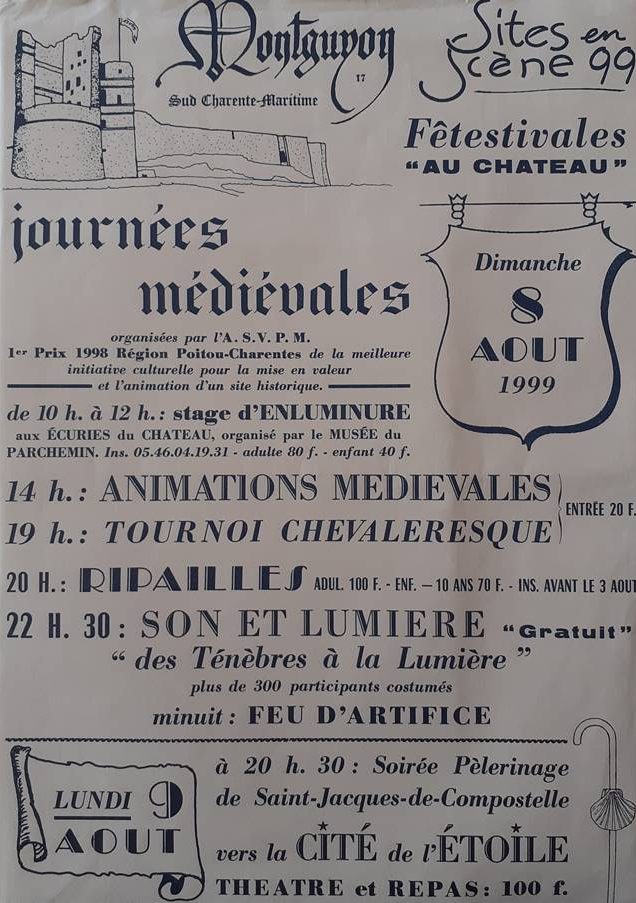 Montguyon
17
Sud Charente-Maritime
Sites en
Scène 99
Fêtestivales
"AU CHATEAU"
journées
médiévales
organisées par l'A. S.V. P. M.
1er Prix 1998 Région Poitou-Charentes de la meilleure
initiative culturelle pour la mise en valeur
et l'animation d'un site historique.
Dimanche
8
AOUT
1999
de 10 h. à 12 h. : stage d'ENLUMINURE
aux ÉCURIES du CHATEAU, organisé par le MUSÉE du
PARCHEMIN. Ins. 05.46.04.19.31 - adulte 80 f. - enfant 40 f.
14 h. : ANIMATIONS MEDIEVALES
19 h. : TOURNOI CHEVALERESQUE
ENTRÉE 20 F.
20 H. : RIPAILLES ADUL. 100 F. - ENF. – 10 ANS 70 F. - INS. AVANT LE 3 AOUT
22 H. 30 : SON ET LUMIERE "Gratuit"
" des Ténèbres à la Lumière "
plus de 300 participants costumés
minuit : FEU D'ARTIFICE
LUNDI 9
AOUT
à 20 h. 30 : Soirée Pèlerinage
de Saint-Jacques-de-Compostelle
vers la CITÉ de l'ÉTOILE
THEATRE et REPAS : 100 f.